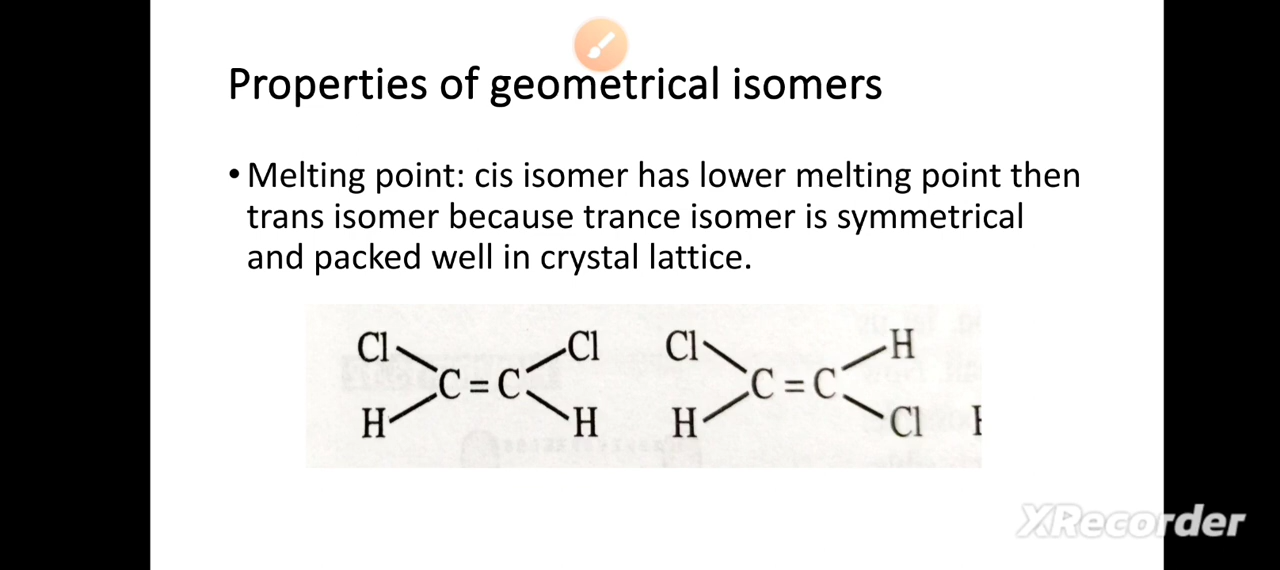 Properties of geometrical isomers
• Melting point: cis isomer has lower melting point then
trans isomer because trance isomer is symmetrical
and packed well in crystal lattice.
Cl Cl Cl H
C=C C=C
H H H Cl
XRecorder